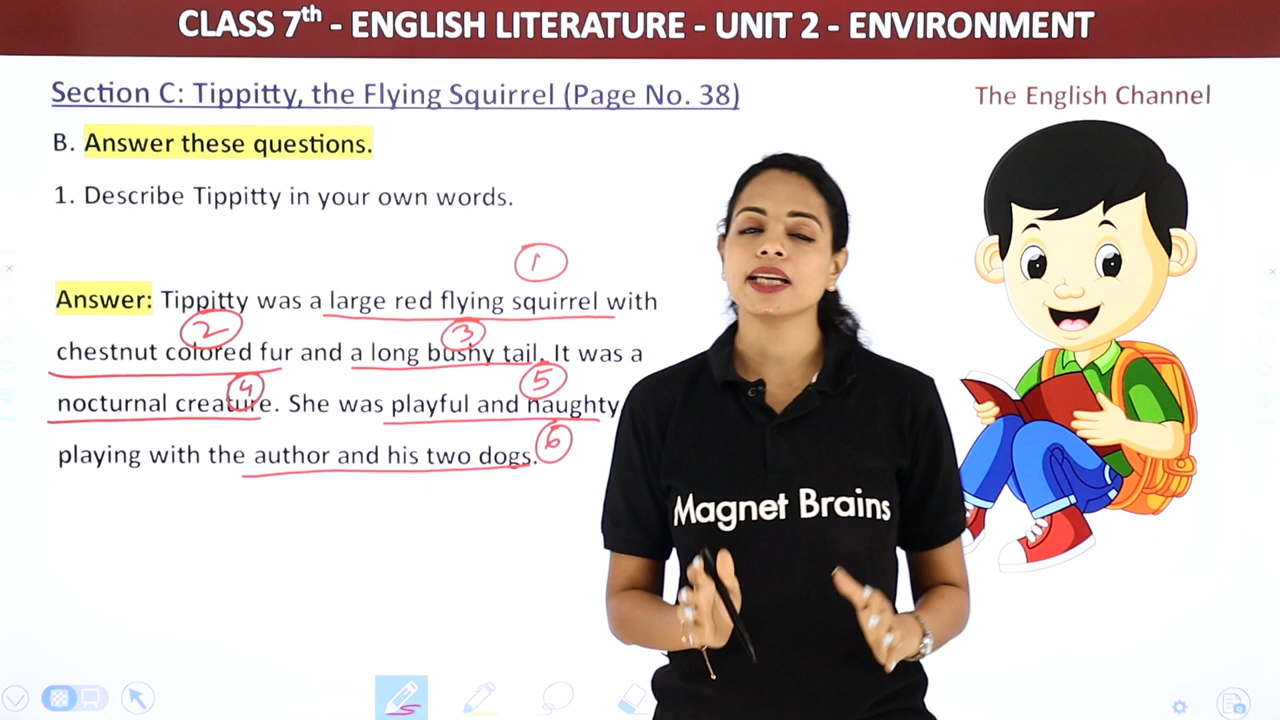 CLASS 7th - ENGLISH LITERATURE - UNIT 2 - ENVIRONMENT
Section C: Tippitty, the Flying Squirrel (Page No. 38)
The English Channel
B. Answer these questions.
1. Describe Tippitty in your own words.
1
Answer: Tippitty was a large red flying squirrel with
2 3
chestnut colored fur and a long bushy tail. It was a
4 5
nocturnal creature. She was playful and naughty
6
playing with the author and his two dogs.
Magnet Brains